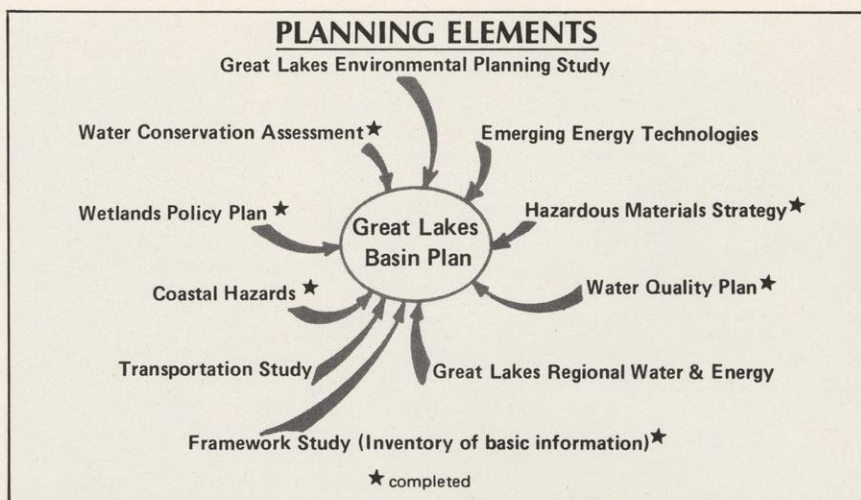 PLANNING ELEMENTS
Great Lakes Environmental Planning Study
Water Conservation Assessment★
Emerging Energy Technologies
Wetlands Policy Plan ★
Hazardous Materials Strategy★
Great Lakes
Basin Plan
Coastal Hazards ★
Water Quality Plan★
Transportation Study
Great Lakes Regional Water & Energy
Framework Study (Inventory of basic information)★
★ completed